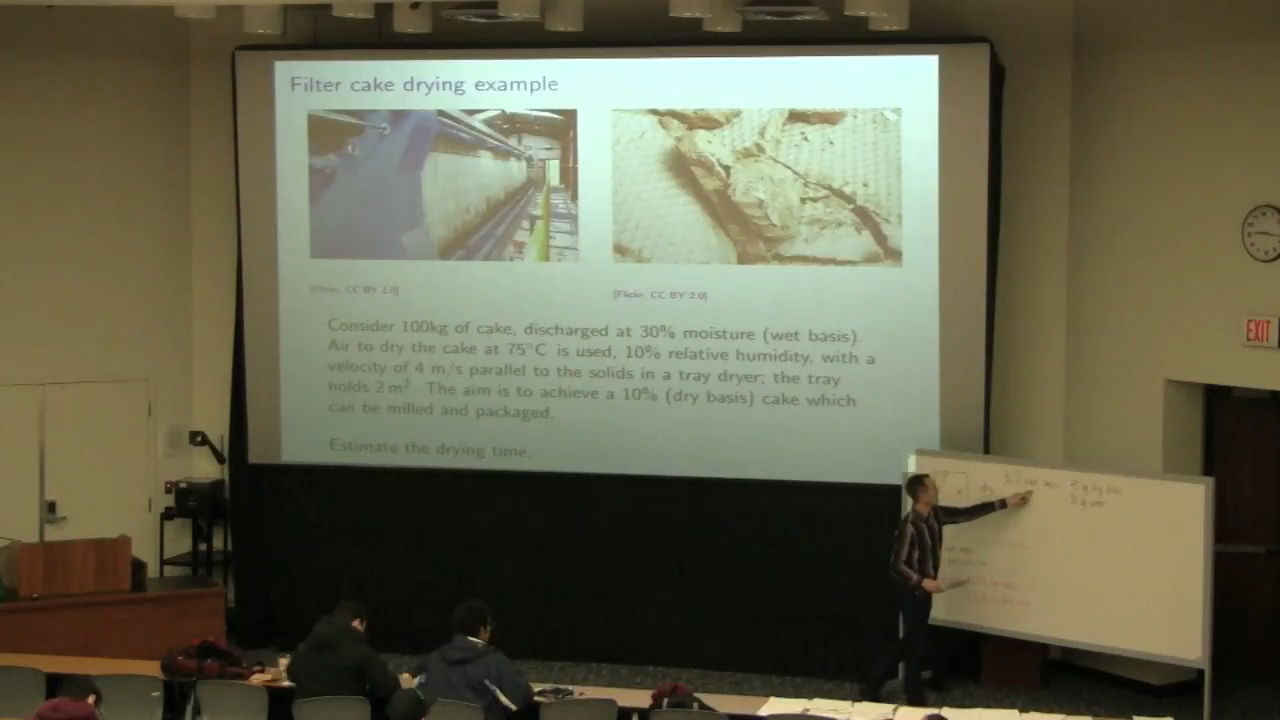 Filter cake drying example
[Flickr, CC BY 2.0]
[Flickr, CC BY 2.0]
Consider 100kg of cake, discharged at 30% moisture (wet basis).
Air to dry the cake at 75°C is used, 10% relative humidity, with a
velocity of 4 m/s parallel to the solids in a tray dryer; the tray
holds 2 m². The aim is to achieve a 10% (dry basis) cake which
can be milled and packaged.
Estimate the drying time.
EXIT